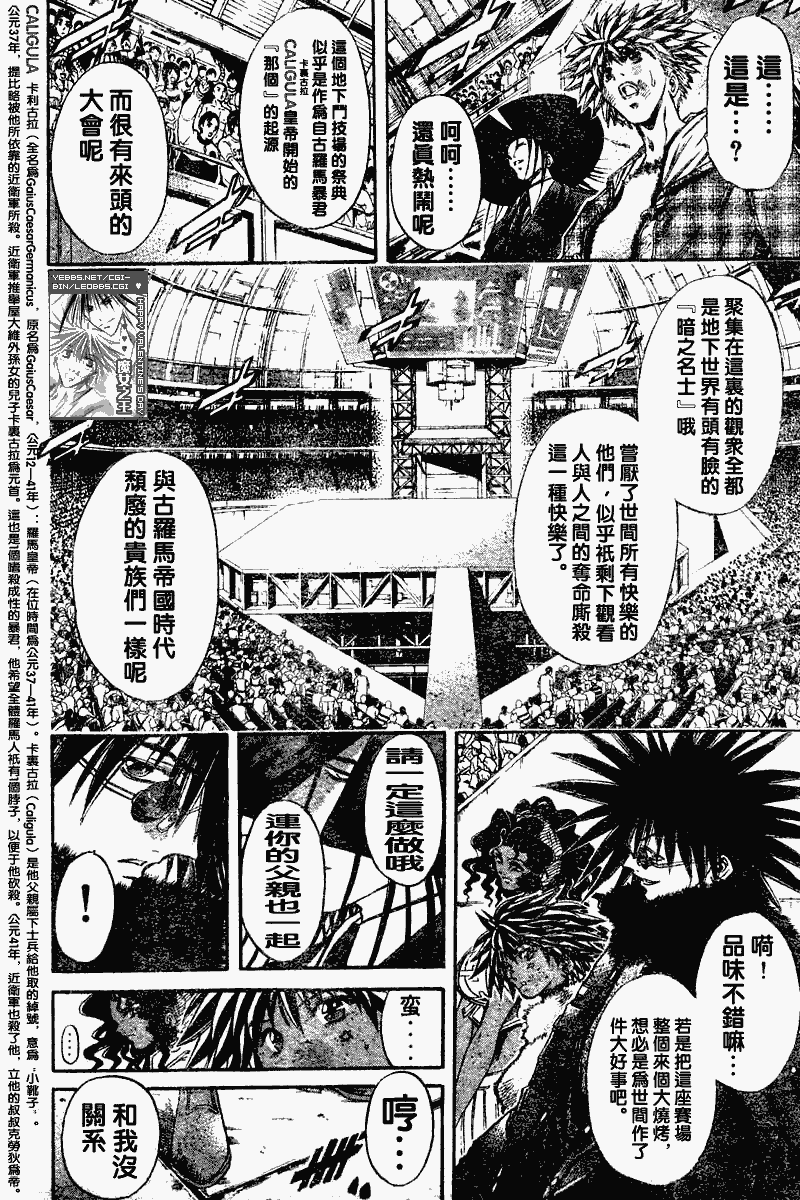 這……
這是…？
呵呵……
還眞熱鬧呢
這個地下鬥技場的祭典
似乎是作爲自古羅馬暴君
卡裏古拉
CALIGULA皇帝開始的
『那個』的起源
而很有來頭的
大會呢
聚集在這裏的觀衆全都
是地下世界有頭有臉的
『暗之名士』哦
嘗厭了世間所有快樂的
他們，似乎衹剩下觀看
人與人之間的奪命廝殺
這一種快樂了。
與古羅馬帝國時代
頹廢的貴族們一樣呢
YEBBS.NET/CGI-
BIN/LEOBBS.CGI ♥
HAPPY VALENTINES DAY
魔女之王
嗬！
品味不錯嘛…
若是把這座賽場
整個來個大燒烤，
想必是爲世間作了
件大好事吧。
請一定這麼做哦
連你的父親也一起
！
蛮…
……
哼…
和我沒
關系
CALIGULA 卡利古拉（全名爲GaiusCaesarGermanicus，原名爲GaiusCaesar，公元12—41年）：羅馬皇帝（在位時間爲公元37—41年）。卡裏古拉（Caligula）是他父親屬下士兵給他取的綽號，意爲“小靴子”。
公元37年，提比略被他所依靠的近衛軍所殺。近衛軍推舉屋大維外孫女的兒子卡裏古拉爲元首。這也是一個嗜殺成性的暴君，他希望全體羅馬人衹有1個脖子，以便于他砍殺。公元41年，近衛軍也殺了他，立他的叔叔克勞狄爲帝。